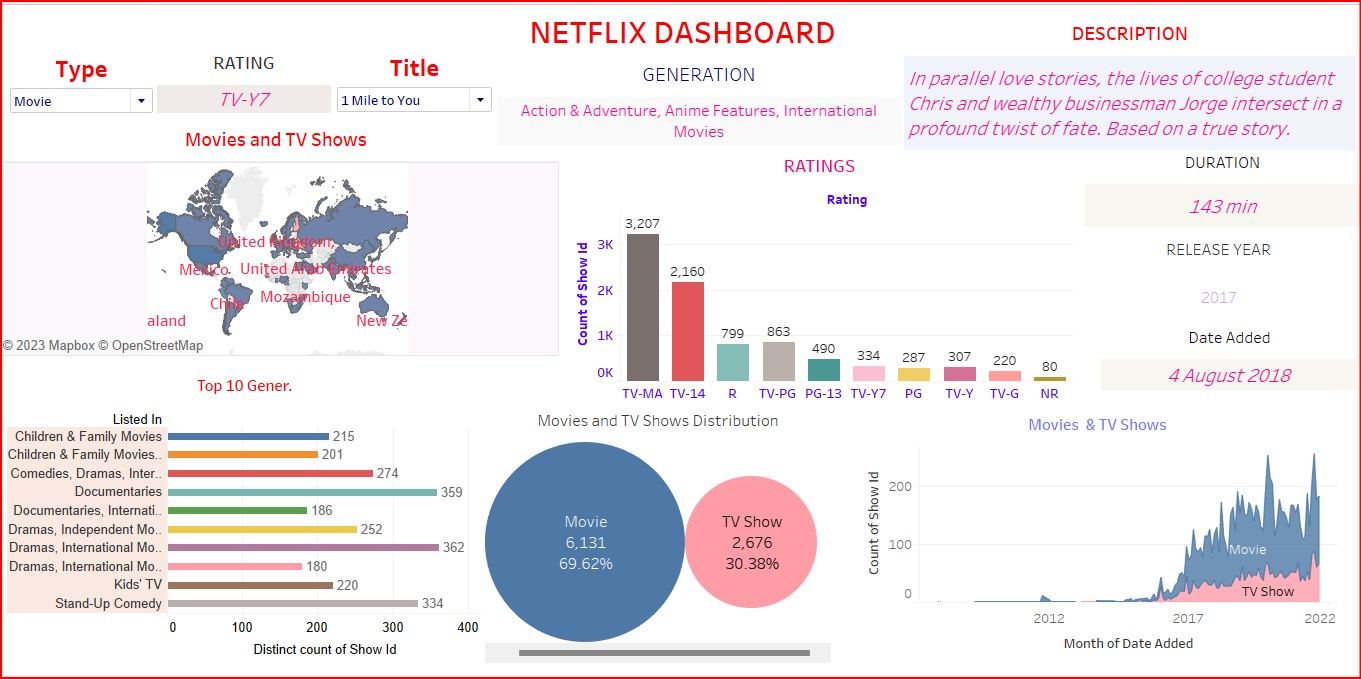 NETFLIX DASHBOARD
DESCRIPTION
Type
RATING
Title
GENERATION
Movie
TV-Y7
1 Mile to You
Action & Adventure, Anime Features, International
Movies
In parallel love stories, the lives of college student
Chris and wealthy businessman Jorge intersect in a
profound twist of fate. Based on a true story.
Movies and TV Shows
United Kingdom,
Mexico
United Arab Emirates
Chile
Mozambique
aland
New Ze
© 2023 Mapbox © OpenStreetMap
RATINGS
Rating
Count of Show Id
3K
2K
1K
0K
3,207
2,160
799
863
490
334
287
307
220
80
TV-MA
TV-14
R
TV-PG
PG-13
TV-Y7
PG
TV-Y
TV-G
NR
DURATION
143 min
RELEASE YEAR
2017
Date Added
4 August 2018
Top 10 Gener.
Listed In
Children & Family Movies 215
Children & Family Movies.. 201
Comedies, Dramas, Inter.. 274
Documentaries 359
Documentaries, Internati.. 186
Dramas, Independent Mo.. 252
Dramas, International Mo.. 362
Dramas, International Mo.. 180
Kids' TV 220
Stand-Up Comedy 334
0 100 200 300 400
Distinct count of Show Id
Movies and TV Shows Distribution
Movie
6,131
69.62%
TV Show
2,676
30.38%
Movies & TV Shows
Count of Show Id
200
100
0
Movie
TV Show
2012 2017 2022
Month of Date Added